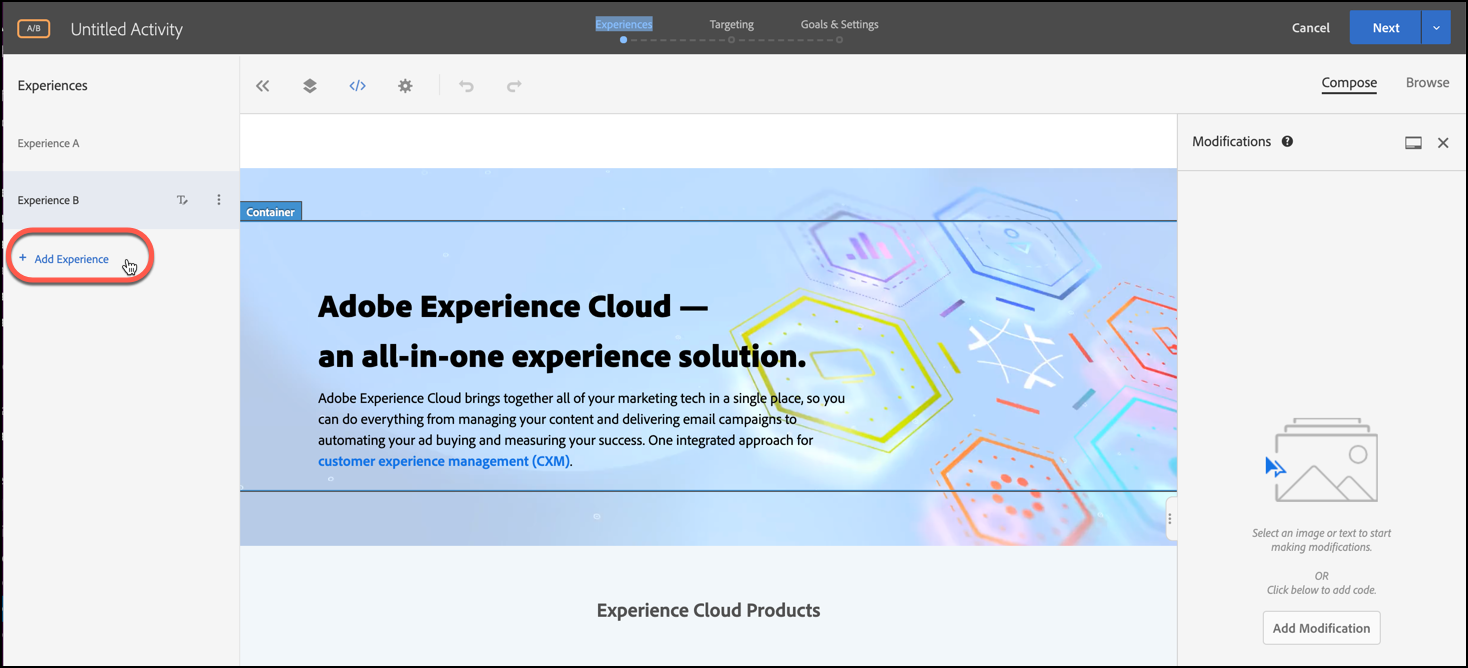 A/B
Untitled Activity
Experiences
Targeting
Goals & Settings
Cancel
Next
Experiences
</>
Compose
Browse
Experience A
Experience B
+ Add Experience
Container
Adobe Experience Cloud —
an all-in-one experience solution.
Adobe Experience Cloud brings together all of your marketing tech in a single place, so you
can do everything from managing your content and delivering email campaigns to
automating your ad buying and measuring your success. One integrated approach for
customer experience management (CXM).
Experience Cloud Products
Modifications ?
Select an image or text to start
making modifications.
OR
Click below to add code.
Add Modification